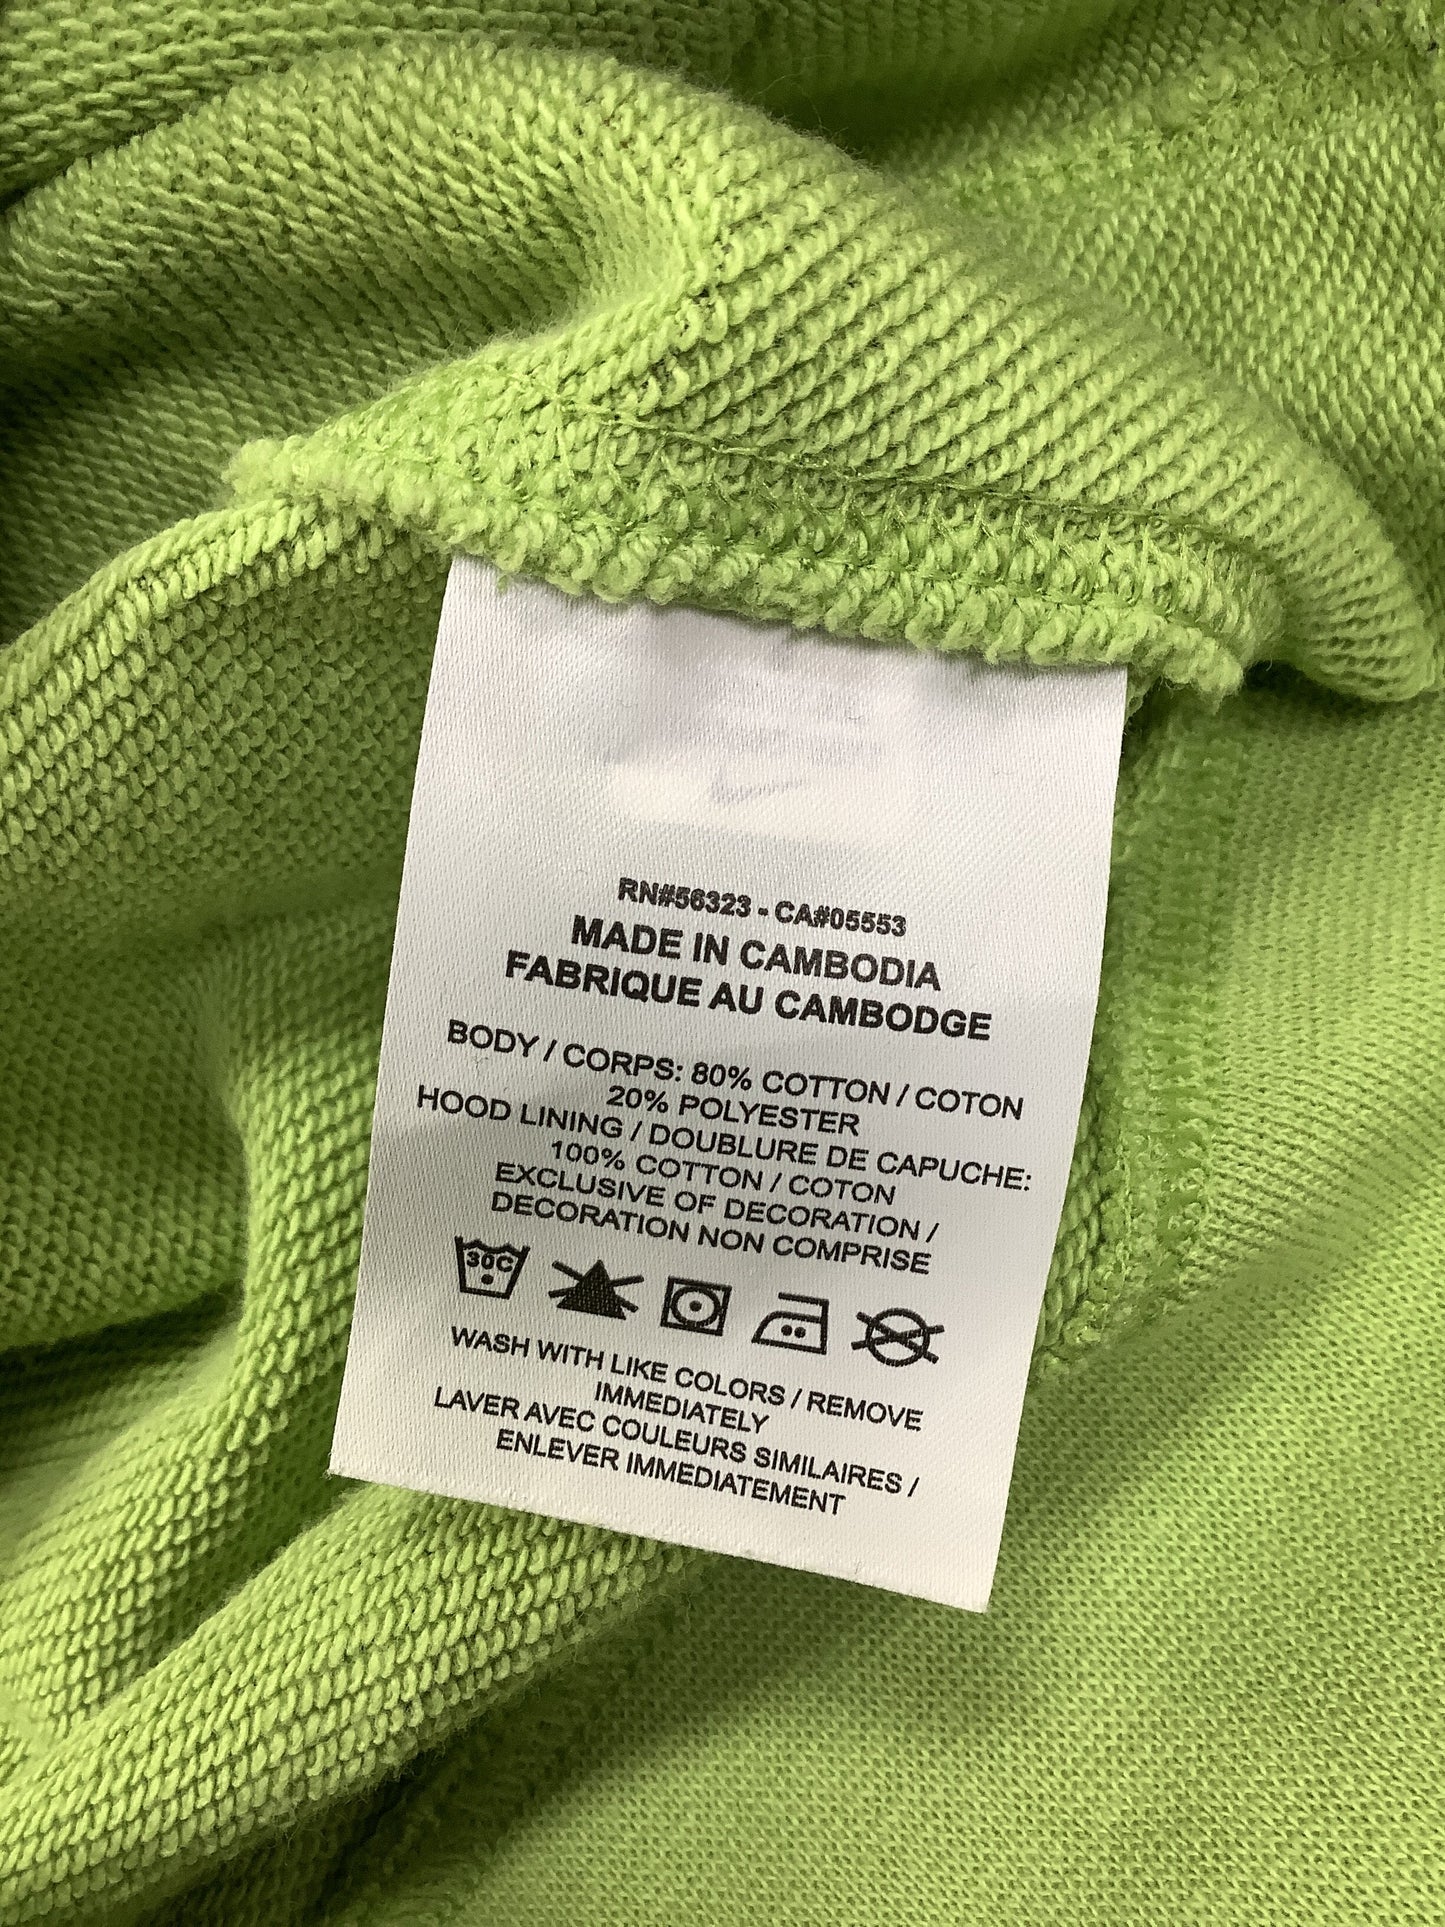 RN#56323 - CA#05553
MADE IN CAMBODIA
FABRIQUE AU CAMBODGE
BODY / CORPS: 80% COTTON / COTON
20% POLYESTER
HOOD LINING / DOUBLURE DE CAPUCHE:
100% COTTON / COTON
EXCLUSIVE OF DECORATION /
DECORATION NON COMPRISE
30C
WASH WITH LIKE COLORS / REMOVE
IMMEDIATELY
LAVER AVEC COULEURS SIMILAIRES /
ENLEVER IMMEDIATEMENT